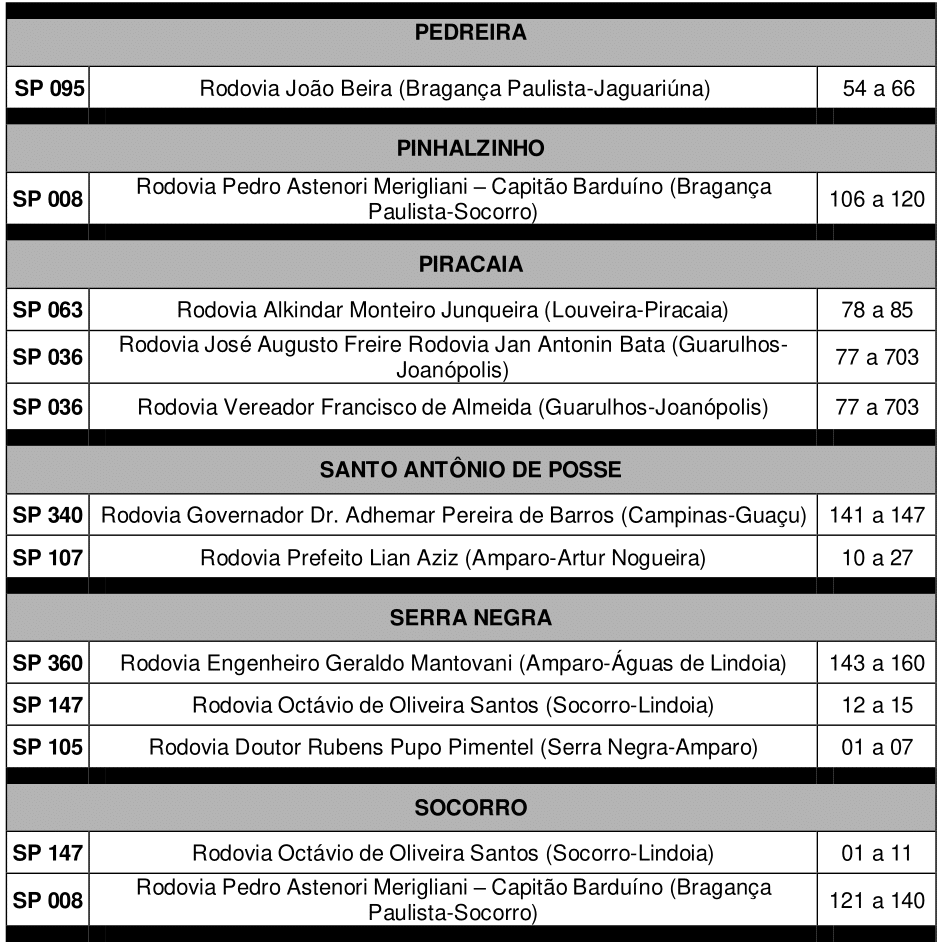 PEDREIRA
SP 095 Rodovia João Beira (Bragança Paulista-Jaguariúna) 54 a 66
PINHALZINHO
SP 008 Rodovia Pedro Astenori Merigliani – Capitão Barduíno (Bragança
Paulista-Socorro) 106 a 120
PIRACAIA
SP 063 Rodovia Alkindar Monteiro Junqueira (Louveira-Piracaia) 78 a 85
SP 036 Rodovia José Augusto Freire Rodovia Jan Antonin Bata (Guarulhos-
Joanópolis) 77 a 703
SP 036 Rodovia Vereador Francisco de Almeida (Guarulhos-Joanópolis) 77 a 703
SANTO ANTÔNIO DE POSSE
SP 340 Rodovia Governador Dr. Adhemar Pereira de Barros (Campinas-Guaçu) 141 a 147
SP 107 Rodovia Prefeito Lian Aziz (Amparo-Artur Nogueira) 10 a 27
SERRA NEGRA
SP 360 Rodovia Engenheiro Geraldo Mantovani (Amparo-Águas de Lindoia) 143 a 160
SP 147 Rodovia Octávio de Oliveira Santos (Socorro-Lindoia) 12 a 15
SP 105 Rodovia Doutor Rubens Pupo Pimentel (Serra Negra-Amparo) 01 a 07
SOCORRO
SP 147 Rodovia Octávio de Oliveira Santos (Socorro-Lindoia) 01 a 11
SP 008 Rodovia Pedro Astenori Merigliani – Capitão Barduíno (Bragança
Paulista-Socorro) 121 a 140